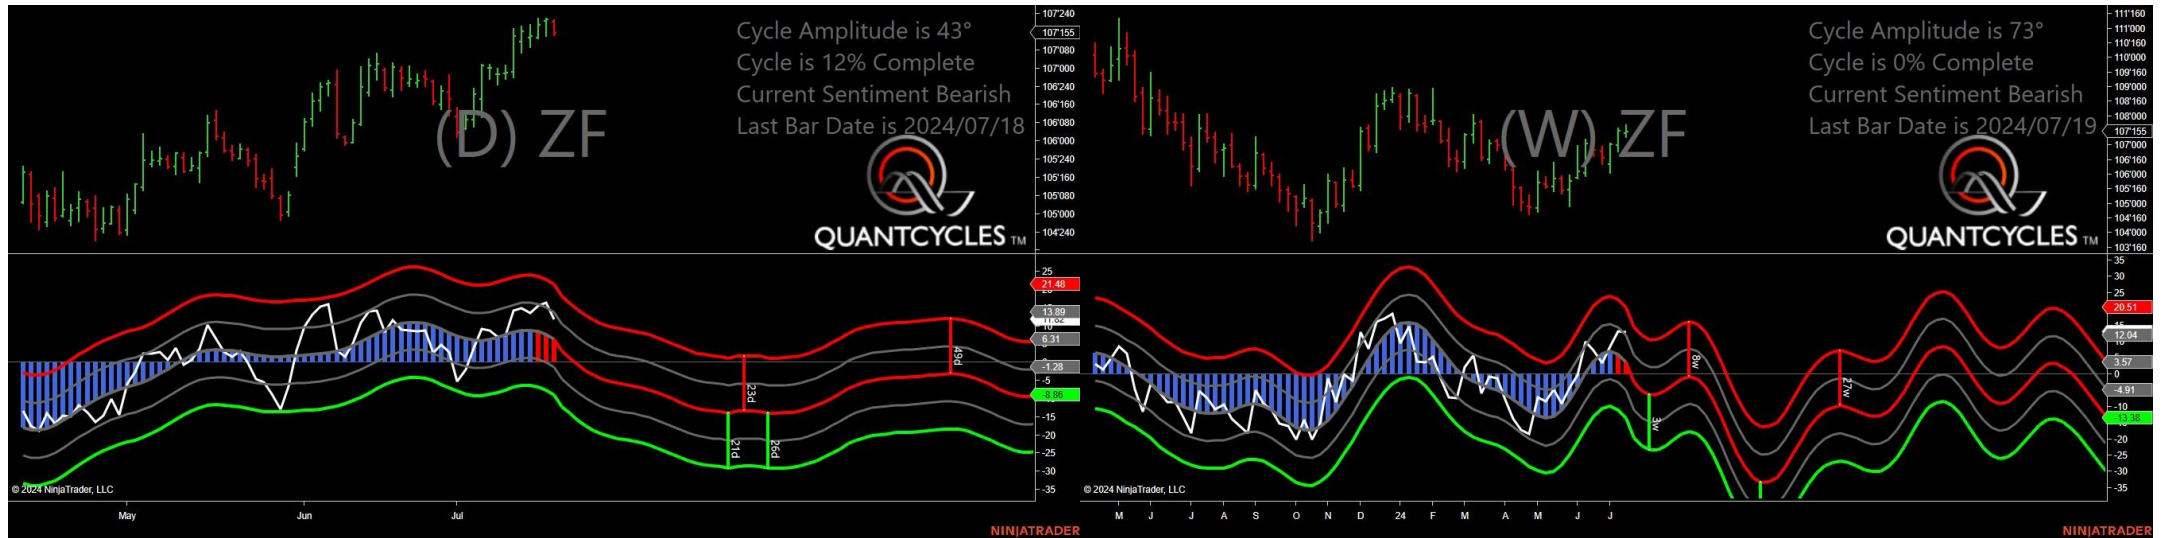 Cycle Amplitude is 43°
Cycle is 12% Complete
Current Sentiment Bearish
Last Bar Date is 2024/07/18
(D) ZF
QUANTCYCLES TM
107'240
107'155
107'080
107'000
106'240
106'160
106'080
106'000
105'240
105'160
105'080
105'000
104'240
25
21.48
13.89
11.62
10
6.31
-1.28
-5
-8.86
-15
-20
-25
-30
-35
23d
49d
21d
26d
© 2024 NinjaTrader, LLC
May Jun Jul
NINJATRADER
Cycle Amplitude is 73°
Cycle is 0% Complete
Current Sentiment Bearish
Last Bar Date is 2024/07/19
(W) ZF
QUANTCYCLES TM
111'160
111'000
110'160
110'000
109'160
109'000
108'160
108'000
107'155
107'000
106'160
106'000
105'160
105'000
104'160
104'000
103'160
35
30
25
20.51
12.04
3.57
0
-4.91
-10
-13.38
-20
-25
-30
-35
8w
27w
3w
© 2024 NinjaTrader, LLC
M J J A S O N D 24 F M A M J J
NINJATRADER